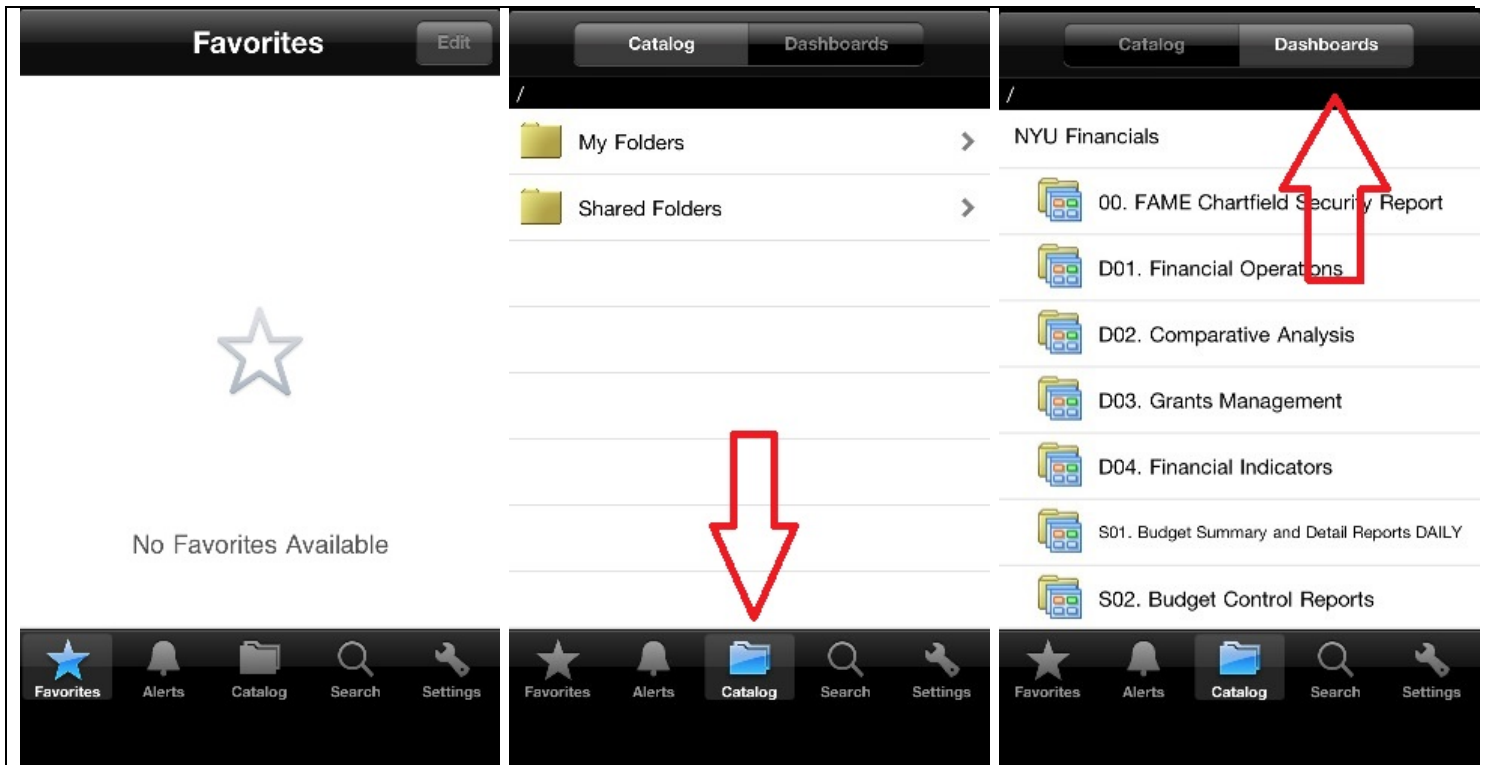 Favorites
Edit
No Favorites Available
Favorites Alerts Catalog Search Settings
Catalog Dashboards
/
My Folders
Shared Folders
Favorites Alerts Catalog Search Settings
Catalog Dashboards
/
NYU Financials
00. FAME Chartfield Security Report
D01. Financial Operations
D02. Comparative Analysis
D03. Grants Management
D04. Financial Indicators
S01. Budget Summary and Detail Reports DAILY
S02. Budget Control Reports
Favorites Alerts Catalog Search Settings